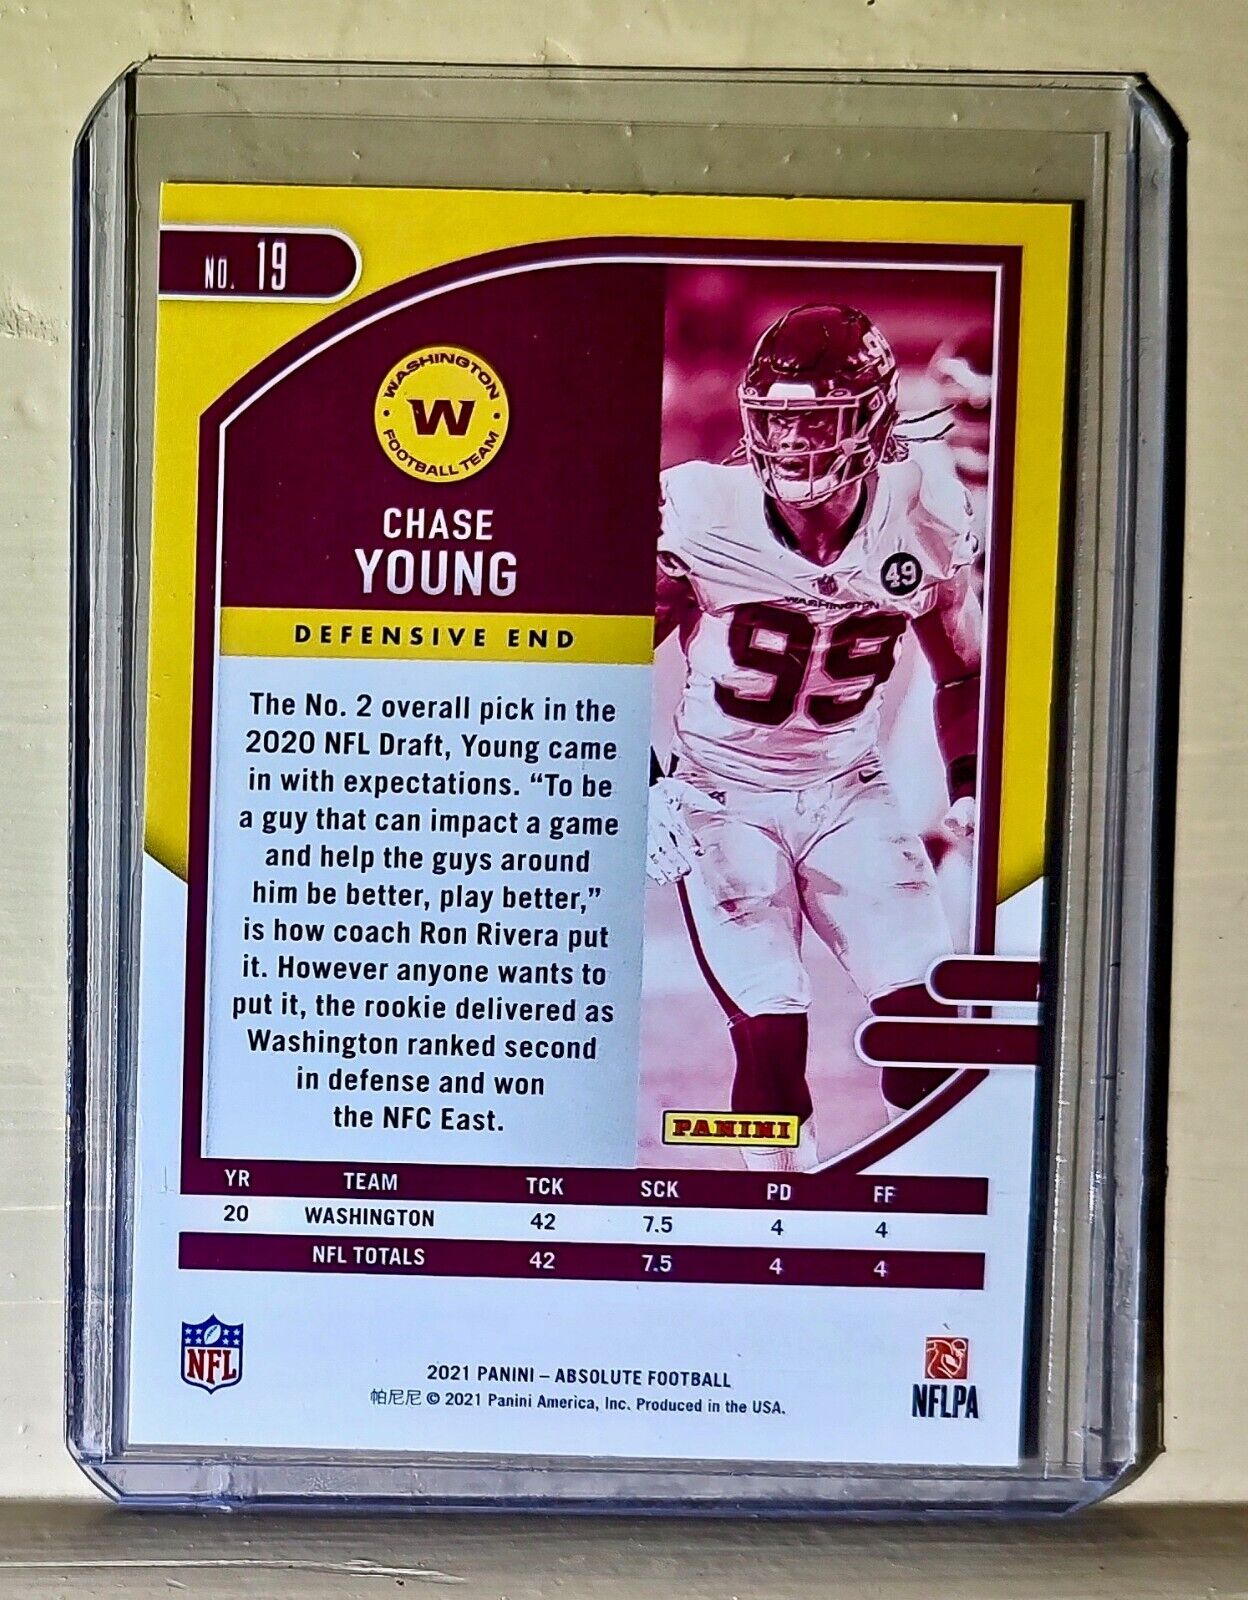 NO. 19
WASHINGTON
W
FOOTBALL TEAM
CHASE
YOUNG
DEFENSIVE END
The No. 2 overall pick in the
2020 NFL Draft, Young came
in with expectations. “To be
a guy that can impact a game
and help the guys around
him be better, play better,”
is how coach Ron Rivera put
it. However anyone wants to
put it, the rookie delivered as
Washington ranked second
in defense and won
the NFC East.
49
WASHINGTON
99
PANINI
YR TEAM TCK SCK PD FF
20 WASHINGTON 42 7.5 4 4
NFL TOTALS 42 7.5 4 4
NFL
2021 PANINI – ABSOLUTE FOOTBALL
帕尼尼 © 2021 Panini America, Inc. Produced in the USA.
NFLPA